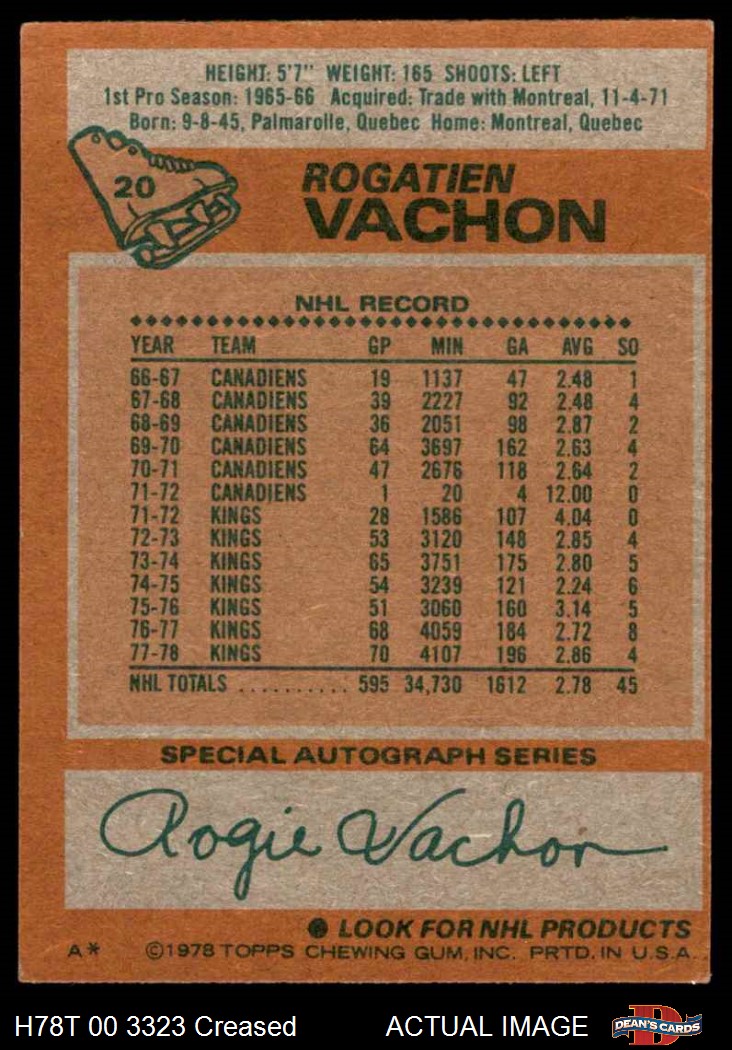 HEIGHT: 5'7" WEIGHT: 165 SHOOTS: LEFT
1st Pro Season: 1965-66 Acquired: Trade with Montreal, 11-4-71
Born: 9-8-45, Palmarolle, Quebec Home: Montreal, Quebec
20
ROGATIEN
VACHON
NHL RECORD
YEAR TEAM GP MIN GA AVG SO
66-67 CANADIENS 19 1137 47 2.48 1
67-68 CANADIENS 39 2227 92 2.48 4
68-69 CANADIENS 36 2051 98 2.87 2
69-70 CANADIENS 64 3697 162 2.63 4
70-71 CANADIENS 47 2676 118 2.64 2
71-72 CANADIENS 1 20 4 12.00 0
71-72 KINGS 28 1586 107 4.04 0
72-73 KINGS 53 3120 148 2.85 4
73-74 KINGS 65 3751 175 2.80 5
74-75 KINGS 54 3239 121 2.24 6
75-76 KINGS 51 3060 160 3.14 5
76-77 KINGS 68 4059 184 2.72 8
77-78 KINGS 70 4107 196 2.86 4
NHL TOTALS .......... 595 34,730 1612 2.78 45
SPECIAL AUTOGRAPH SERIES
Rogie Vachon
● LOOK FOR NHL PRODUCTS
A* ©1978 TOPPS CHEWING GUM, INC. PRTD. IN U.S.A.
H78T 00 3323 Creased ACTUAL IMAGE DEAN'S CARDS